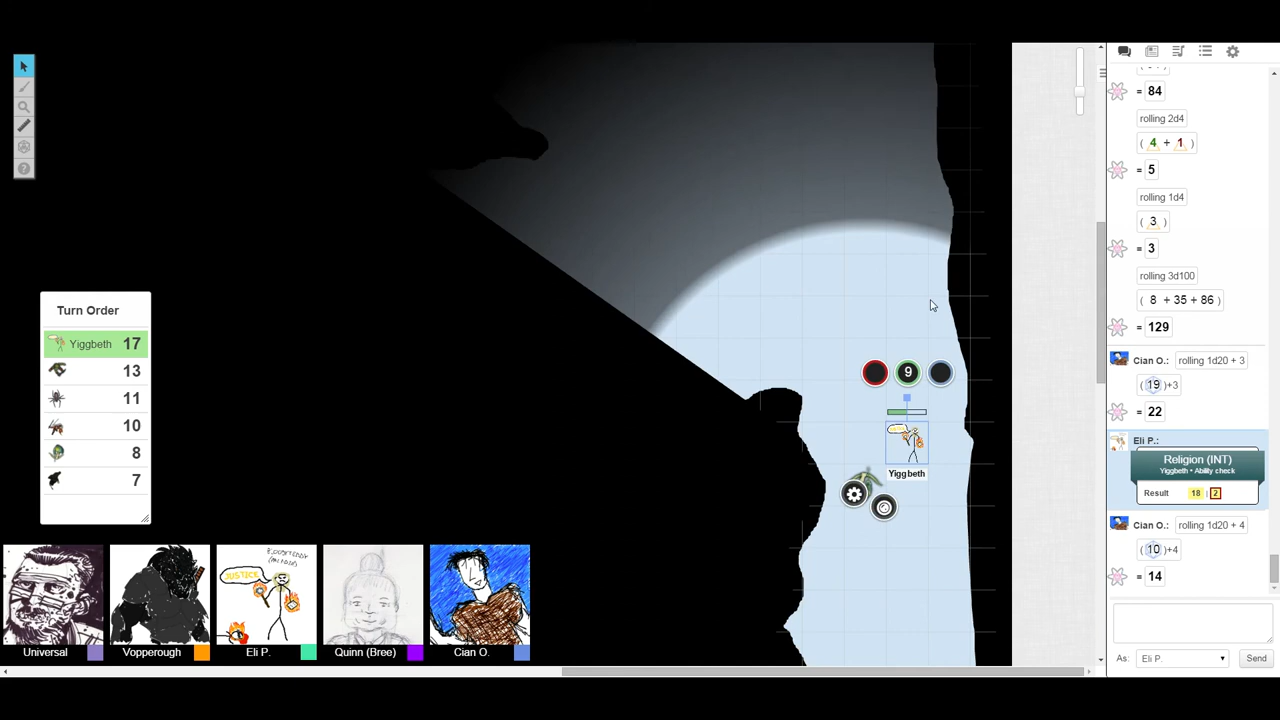 = 84
rolling 2d4
( 4 + 1 )
= 5
rolling 1d4
( 3 )
= 3
rolling 3d100
( 8 + 35 + 86 )
= 129
Cian O.: rolling 1d20 + 3
( 19 )+3
= 22
Eli P.:
Religion (INT)
Yiggbeth • Ability check
Result 18 | 2
Cian O.: rolling 1d20 + 4
( 10 )+4
= 14
As: Eli P. Send
Turn Order
Yiggbeth 17
13
11
10
8
7
9
Yiggbeth
JUSTICE
Universal
Vopperough
Eli P.
Quinn (Bree)
Cian O.